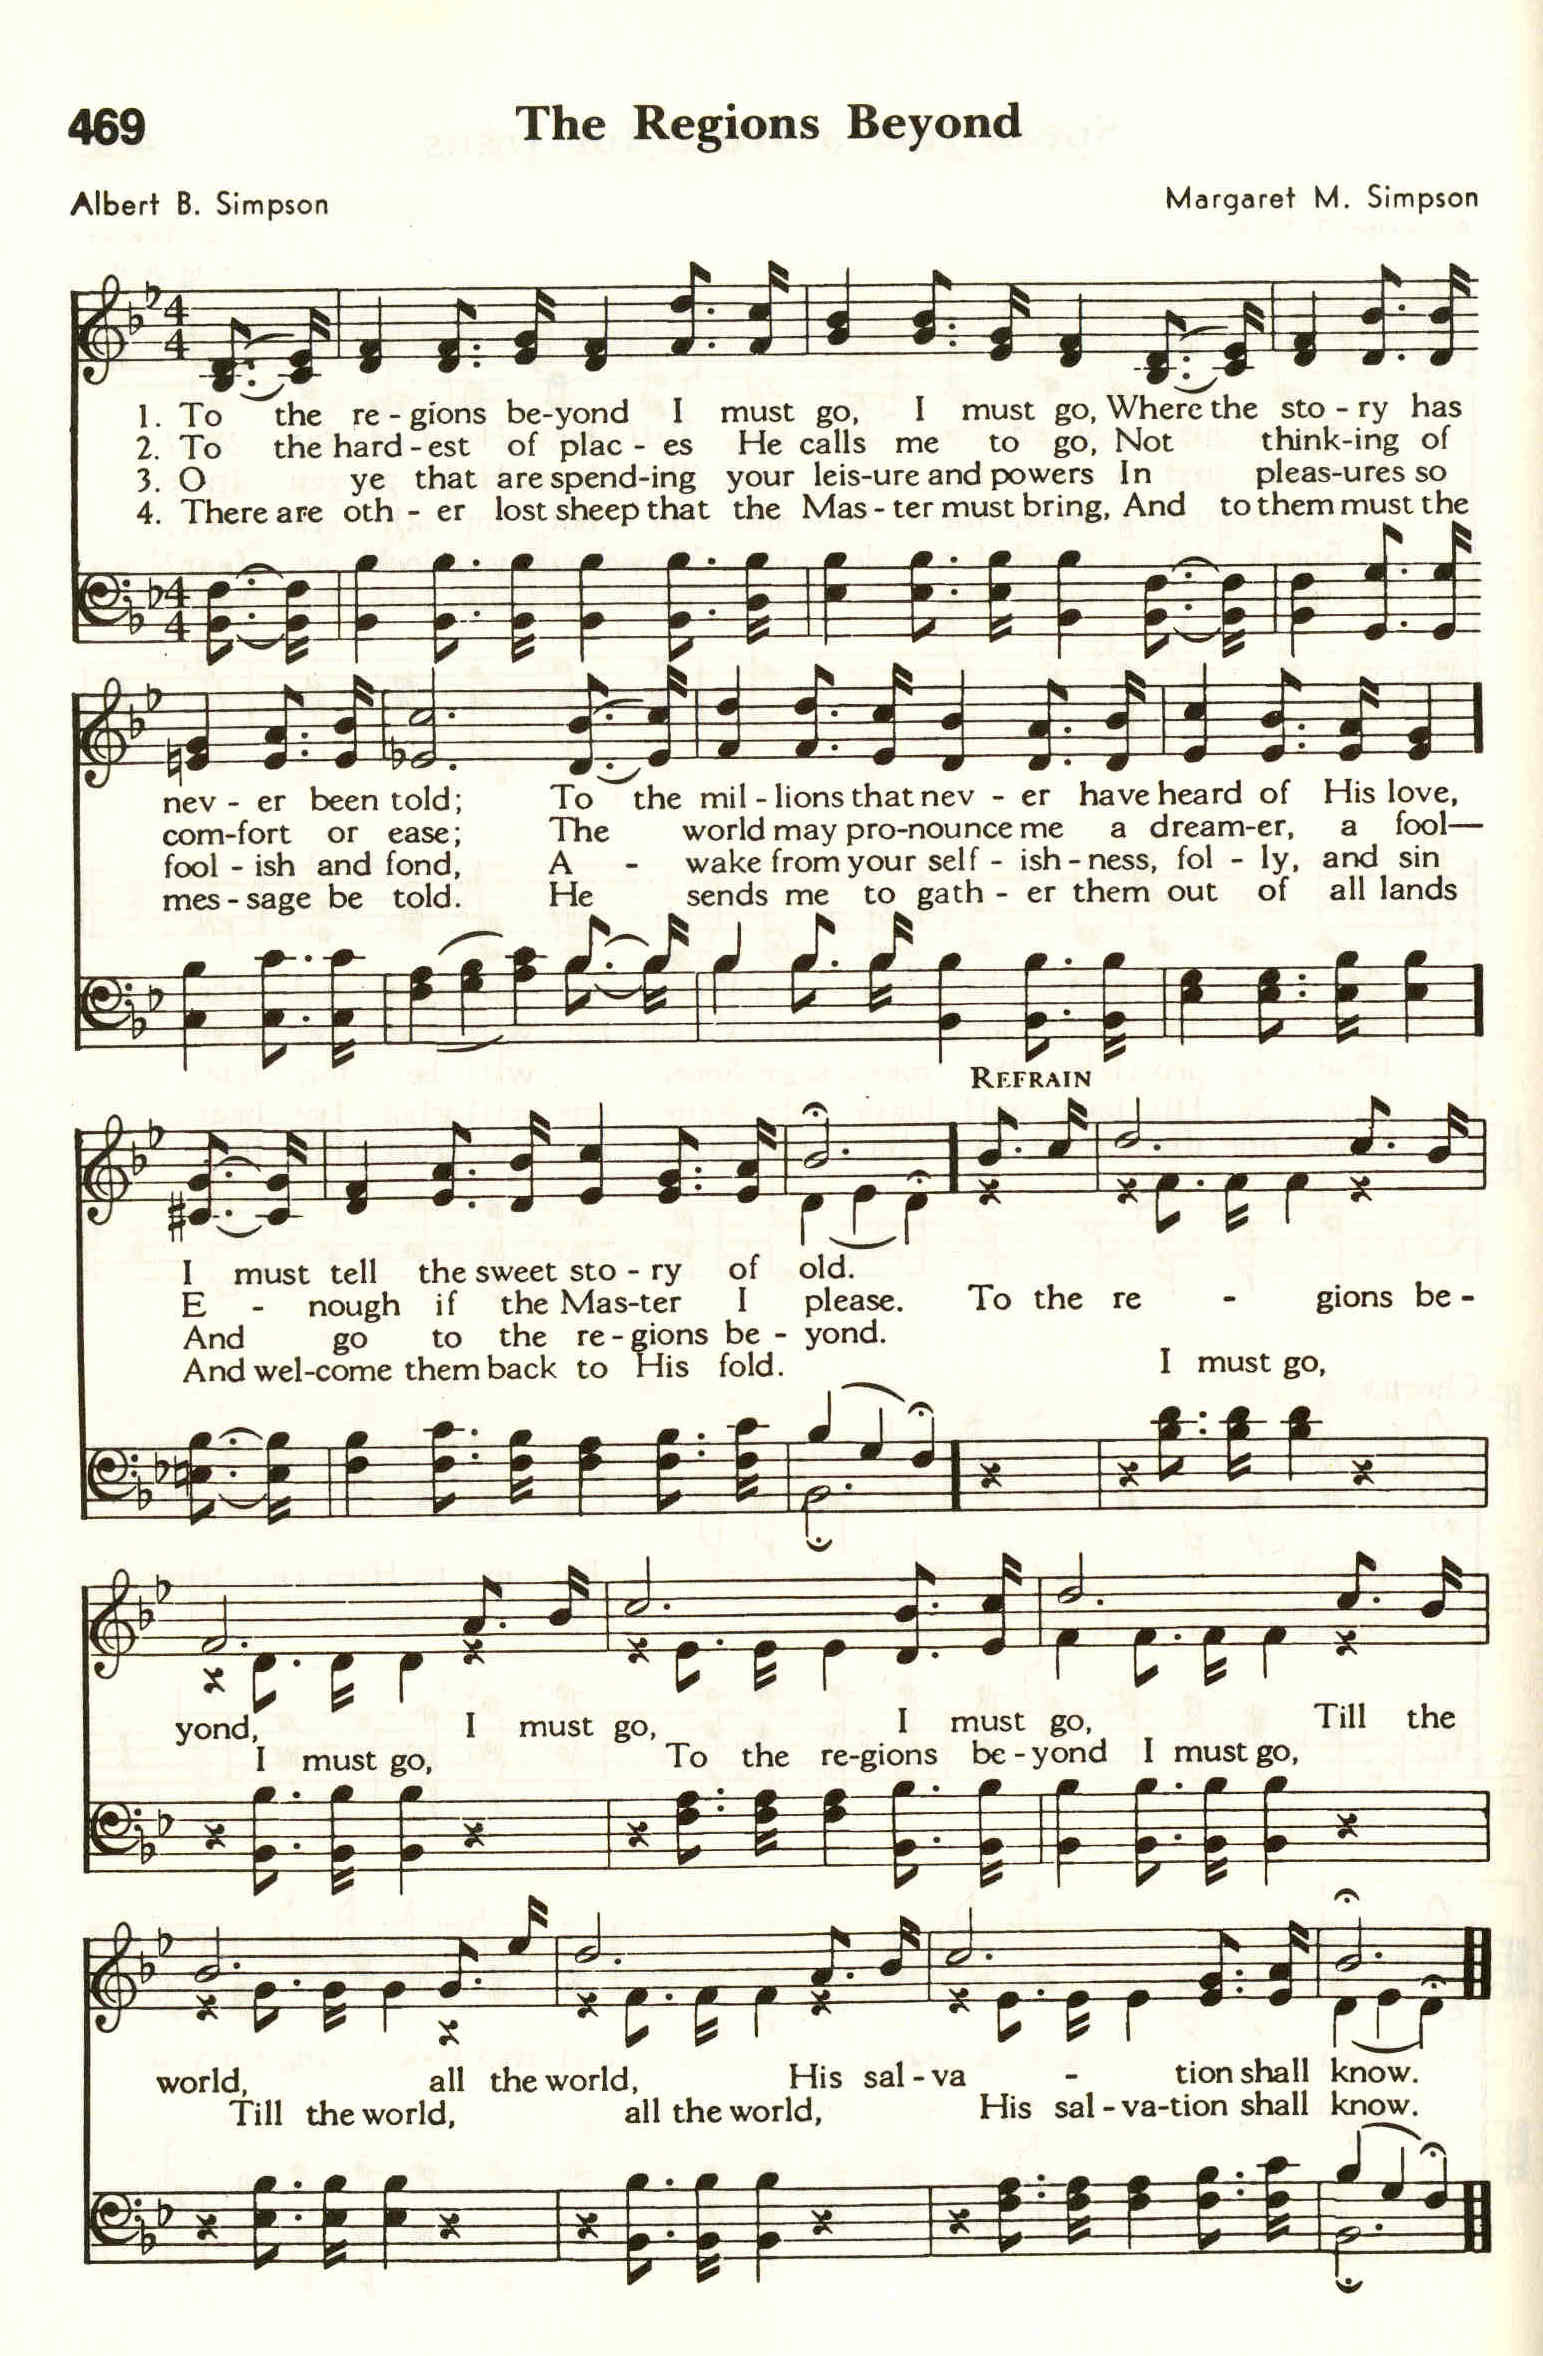 469 The Regions Beyond
Albert B. Simpson Margaret M. Simpson
4 4
1. To the re - gions be-yond I must go, I must go, Where the sto - ry has
2. To the hard - est of plac - es He calls me to go, Not think-ing of
3. O ye that are spend-ing your leis-ure and powers In pleas-ures so
4. There are oth - er lost sheep that the Mas - ter must bring, And to them must the
4 4
nev - er been told; To the mil - lions that nev - er have heard of His love,
com-fort or ease; The world may pro-nounce me a dream-er, a fool—
fool - ish and fond, A - wake from your self - ish - ness, fol - ly, and sin
mes - sage be told. He sends me to gath - er them out of all lands
REFRAIN
I must tell the sweet sto - ry of old.
E - nough if the Mas-ter I please. To the re - gions be -
And go to the re - gions be - yond.
And wel-come them back to His fold. I must go,
yond, I must go, I must go, Till the
I must go, To the re-gions be - yond I must go,
world, all the world, His sal - va - tion shall know.
Till the world, all the world, His sal - va-tion shall know.